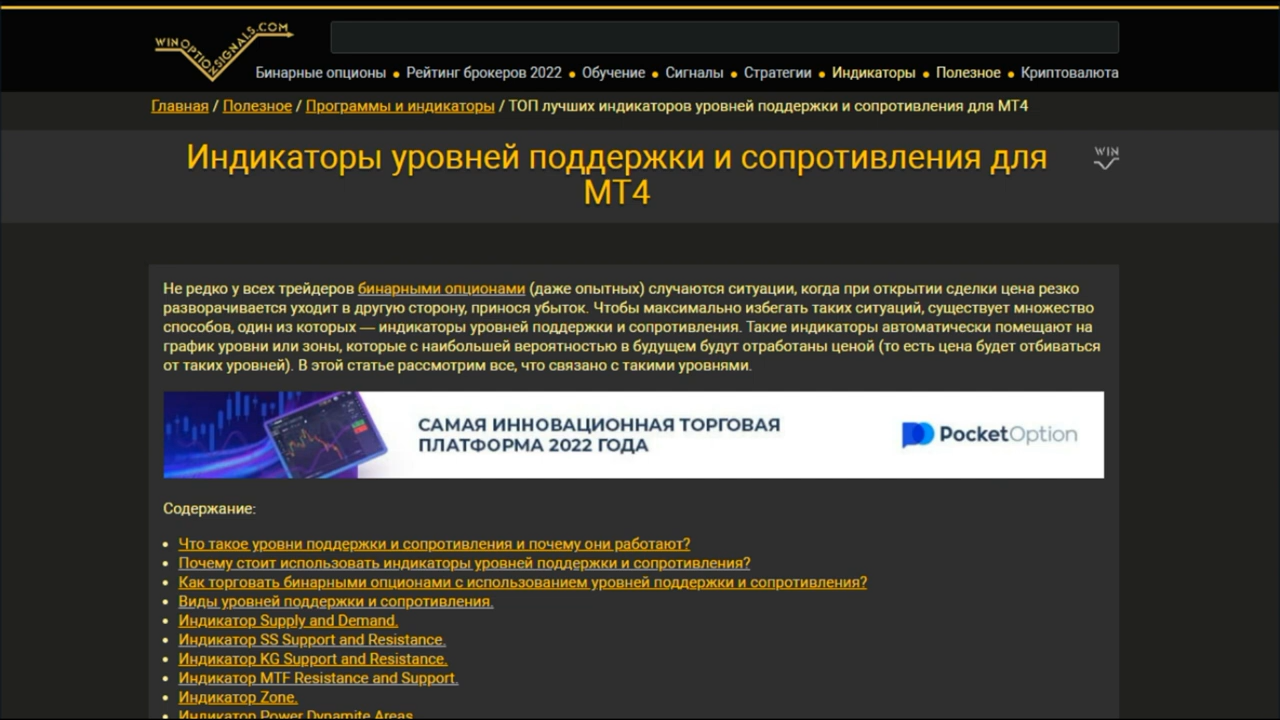 WINOPTIONSIGNALS.COM
Бинарные опционы ● Рейтинг брокеров 2022 ● Обучение ● Сигналы ● Стратегии ● Индикаторы ● Полезное ● Криптовалюта
Главная / Полезное / Программы и индикаторы / ТОП лучших индикаторов уровней поддержки и сопротивления для МТ4
Индикаторы уровней поддержки и сопротивления для
МТ4
WIN
Не редко у всех трейдеров бинарными опционами (даже опытных) случаются ситуации, когда при открытии сделки цена резко
разворачивается уходит в другую сторону, принося убыток. Чтобы максимально избегать таких ситуаций, существует множество
способов, один из которых — индикаторы уровней поддержки и сопротивления. Такие индикаторы автоматически помещают на
график уровни или зоны, которые с наибольшей вероятностью в будущем будут отработаны ценой (то есть цена будет отбиваться
от таких уровней). В этой статье рассмотрим все, что связано с такими уровнями.
САМАЯ ИННОВАЦИОННАЯ ТОРГОВАЯ
ПЛАТФОРМА 2022 ГОДА
PocketOption
Содержание:
• Что такое уровни поддержки и сопротивления и почему они работают?
• Почему стоит использовать индикаторы уровней поддержки и сопротивления?
• Как торговать бинарными опционами с использованием уровней поддержки и сопротивления?
• Виды уровней поддержки и сопротивления.
• Индикатор Supply and Demand.
• Индикатор SS Support and Resistance.
• Индикатор KG Support and Resistance.
• Индикатор MTF Resistance and Support.
• Индикатор Zone.
• Индикатор Power Dynamite Areas